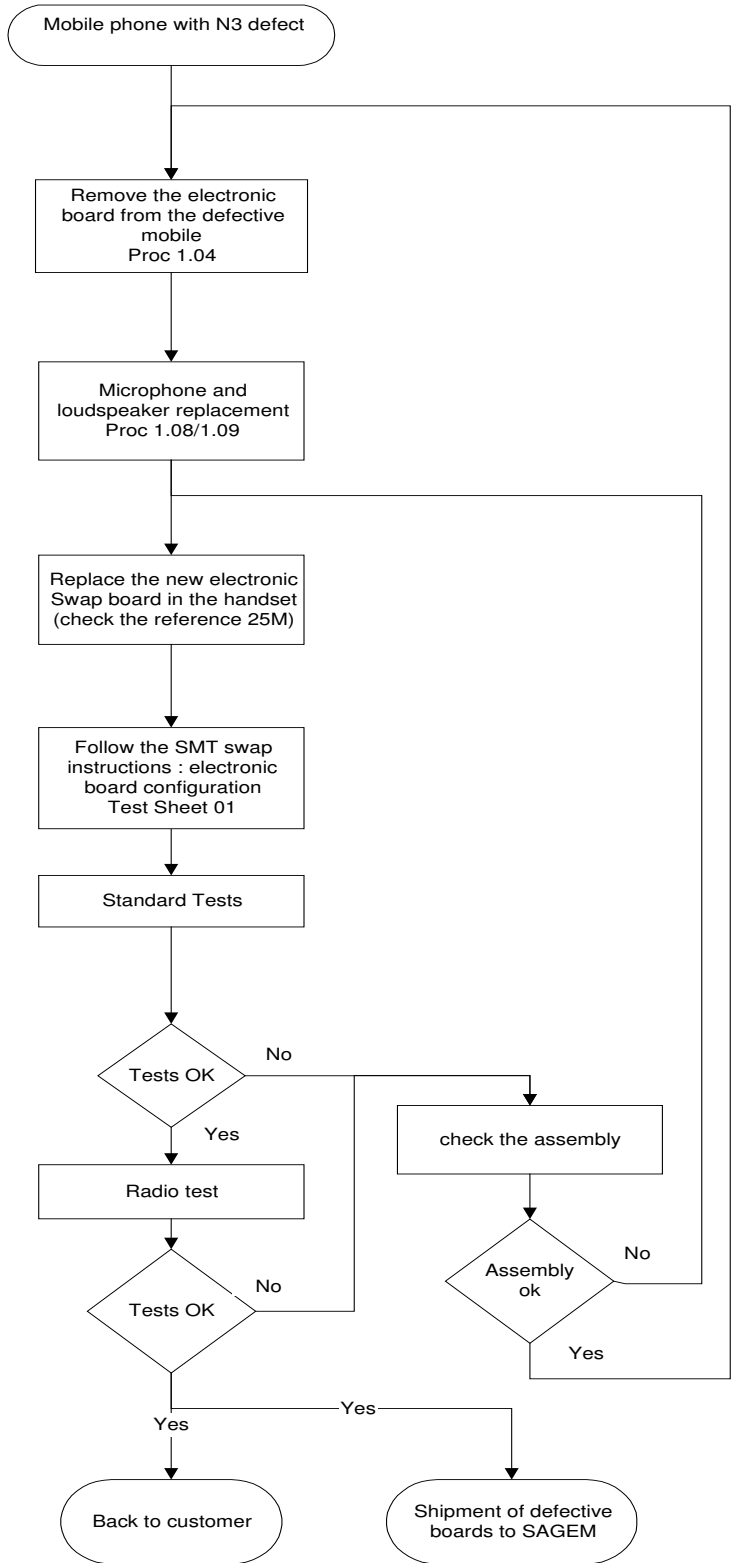 Mobile phone with N3 defect
Remove the electronic
board from the defective
mobile
Proc 1.04
Microphone and
loudspeaker replacement
Proc 1.08/1.09
Replace the new electronic
Swap board in the handset
(check the reference 25M)
Follow the SMT swap
instructions : electronic
board configuration
Test Sheet 01
Standard Tests
Tests OK
No
Yes
check the assembly
Radio test
Assembly
ok
No
Yes
Tests OK
No
Yes
Yes
Back to customer
Shipment of defective
boards to SAGEM